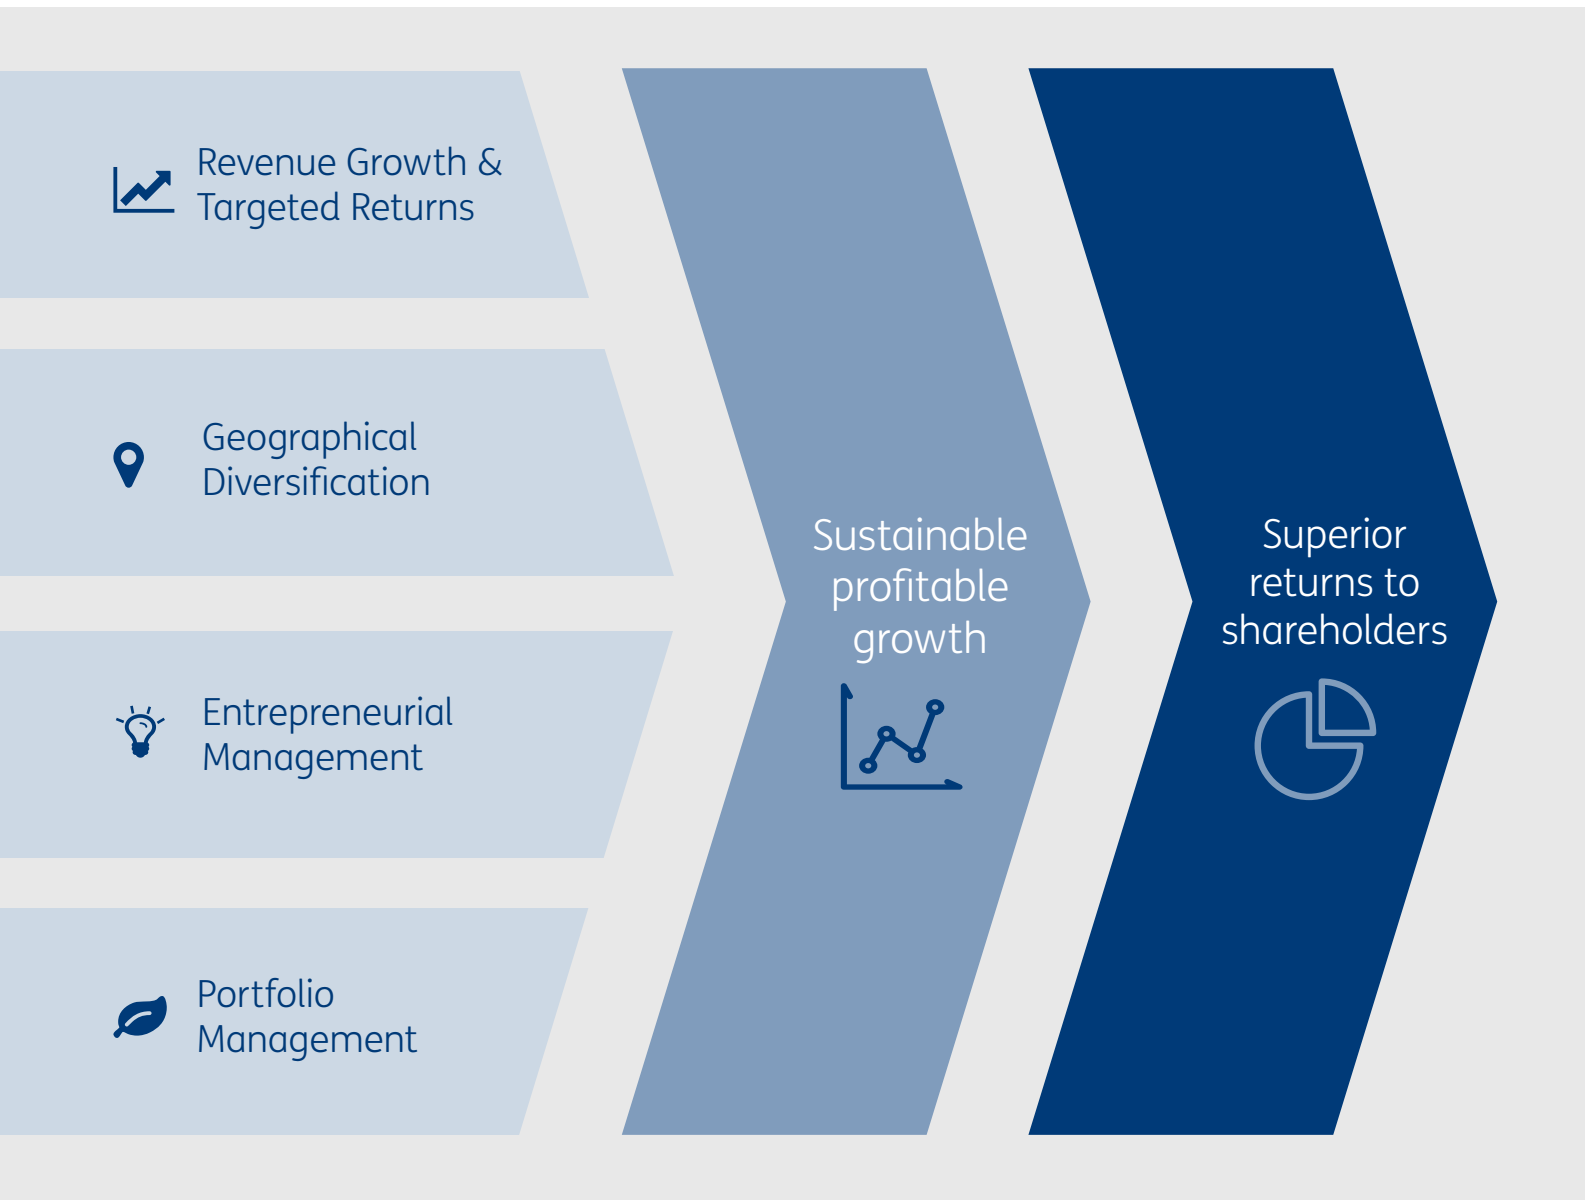 Revenue Growth &
Targeted Returns
Geographical
Diversification
Entrepreneurial
Management
Portfolio
Management
Sustainable
profitable
growth
Superior
returns to
shareholders